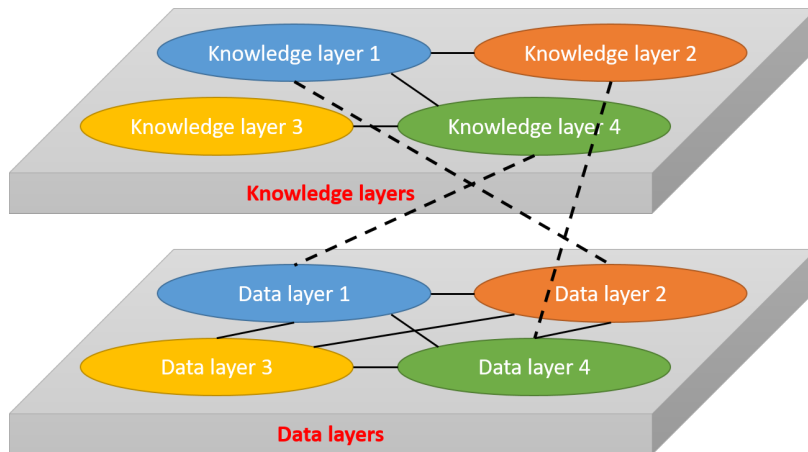 Knowledge layer 1
Knowledge layer 2
Knowledge layer 3
Knowledge layer 4
Knowledge layers
Data layer 1
Data layer 2
Data layer 3
Data layer 4
Data layers